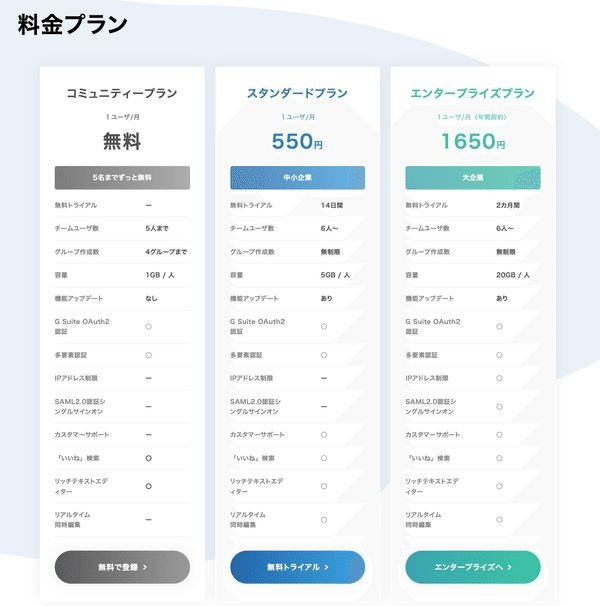 料金プラン
コミュニティープラン
1ユーザ/月
無料
5名までずっと無料
無料トライアル ー
チームユーザ数 5人まで
グループ作成数 4グループまで
容量 1GB / 人
機能アップデート なし
G Suite OAuth2
認証 ○
多要素認証 ○
IPアドレス制限 ー
SAML2.0認証シ
ングルサインオン ー
カスタマーサポート ー
「いいね」検索 ○
リッチテキストエデ
ィター ○
リアルタイム
同時編集 ー
無料で登録 >
スタンダードプラン
1ユーザ/月
550円
中小企業
無料トライアル 14日間
チームユーザ数 6人〜
グループ作成数 無制限
容量 5GB / 人
機能アップデート あり
G Suite OAuth2
認証 ○
多要素認証 ○
IPアドレス制限 ー
SAML2.0認証シ
ングルサインオン ー
カスタマーサポート ○
「いいね」検索 ○
リッチテキストエデ
ィター ○
リアルタイム
同時編集 ○
無料トライアル >
エンタープライズプラン
1ユーザ/月（年間契約）
1650円
大企業
無料トライアル 2カ月間
チームユーザ数 6人〜
グループ作成数 無制限
容量 20GB / 人
機能アップデート あり
G Suite OAuth2
認証 ○
多要素認証 ○
IPアドレス制限 ○
SAML2.0認証シ
ングルサインオン ○
カスタマーサポート ○
「いいね」検索 ○
リッチテキストエデ
ィター ○
リアルタイム
同時編集 ○
エンタープライズへ >